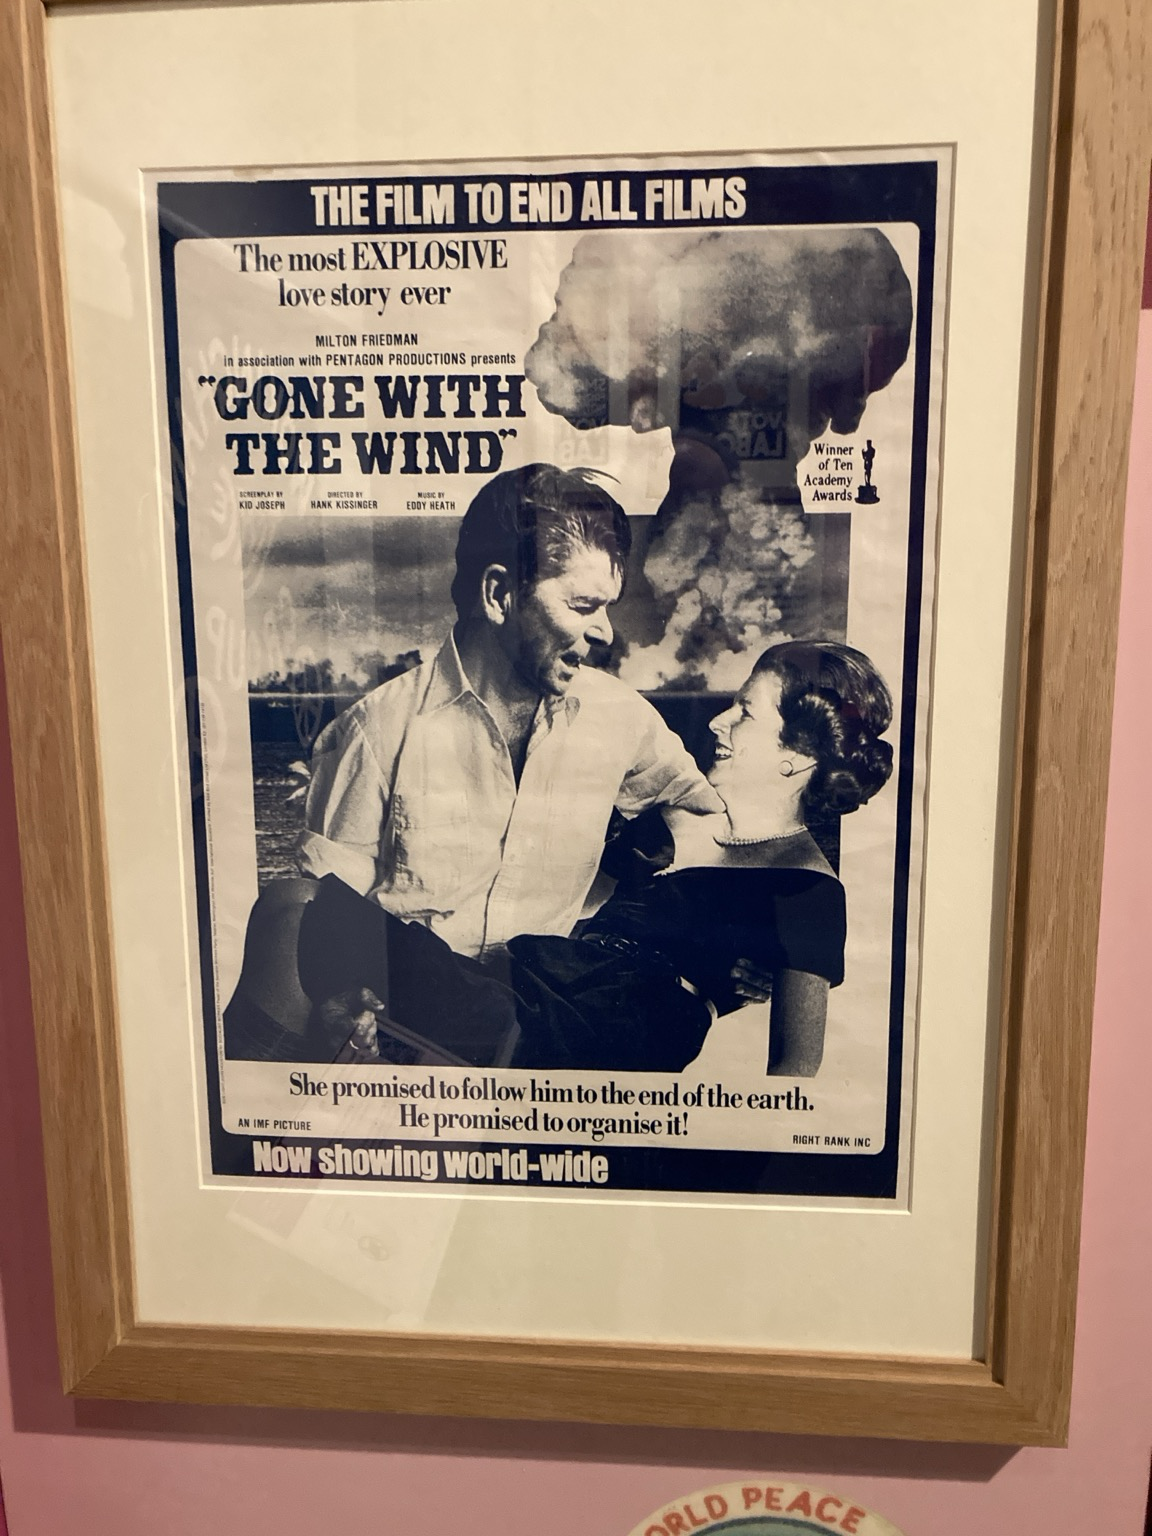 THE FILM TO END ALL FILMS
The most EXPLOSIVE
love story ever
MILTON FRIEDMAN
in association with PENTAGON PRODUCTIONS presents
"GONE WITH
THE WIND"
SCREENPLAY BY
KID JOSEPH
DIRECTED BY
HANK KISSINGER
MUSIC BY
EDDY HEATH
Winner
of Ten
Academy
Awards
She promised to follow him to the end of the earth.
He promised to organise it!
AN IMF PICTURE
RIGHT RANK INC
Now showing world-wide
ORLD PEACE